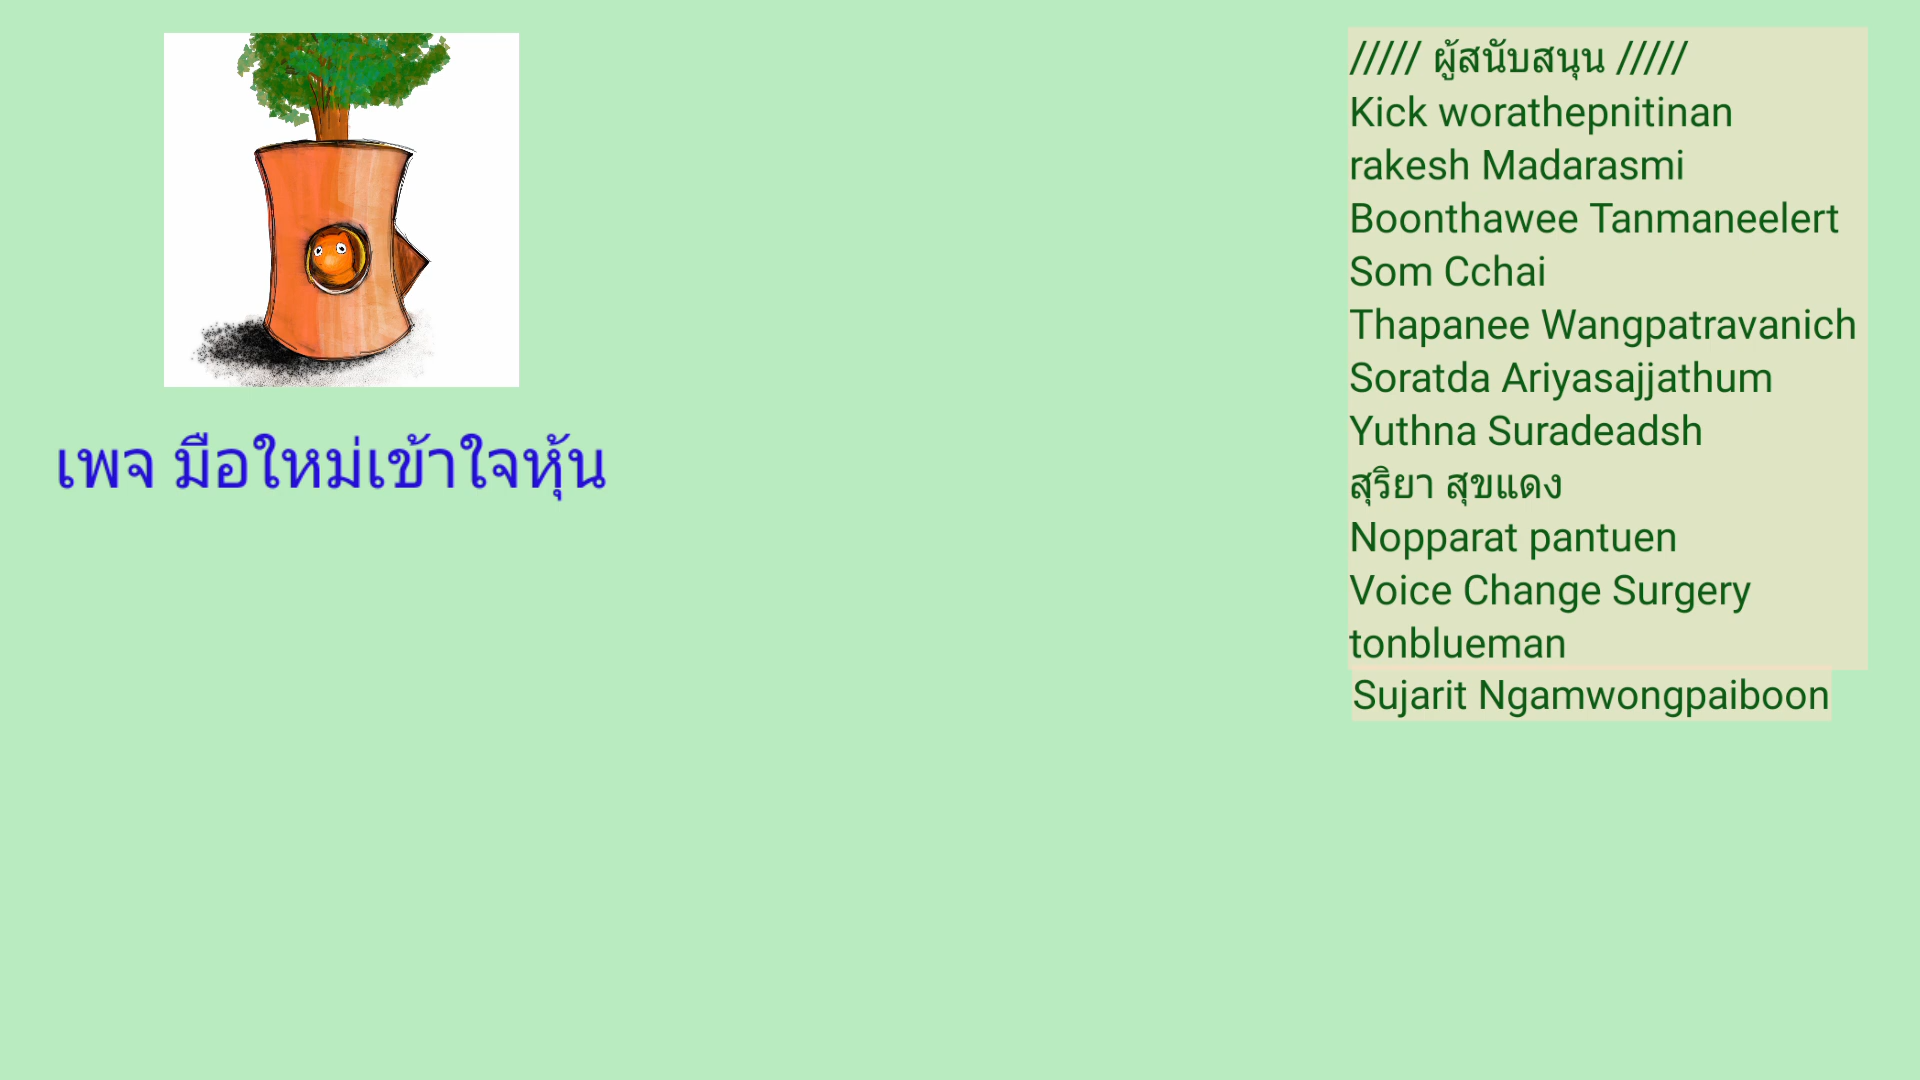 เพจ มือใหม่เข้าใจหุ้น
///// ผู้สนับสนุน /////
Kick worathepnitinan
rakesh Madarasmi
Boonthawee Tanmaneelert
Som Cchai
Thapanee Wangpatravanich
Soratda Ariyasajjathum
Yuthna Suradeadsh
สุริยา สุขแดง
Nopparat pantuen
Voice Change Surgery
tonblueman
Sujarit Ngamwongpaiboon